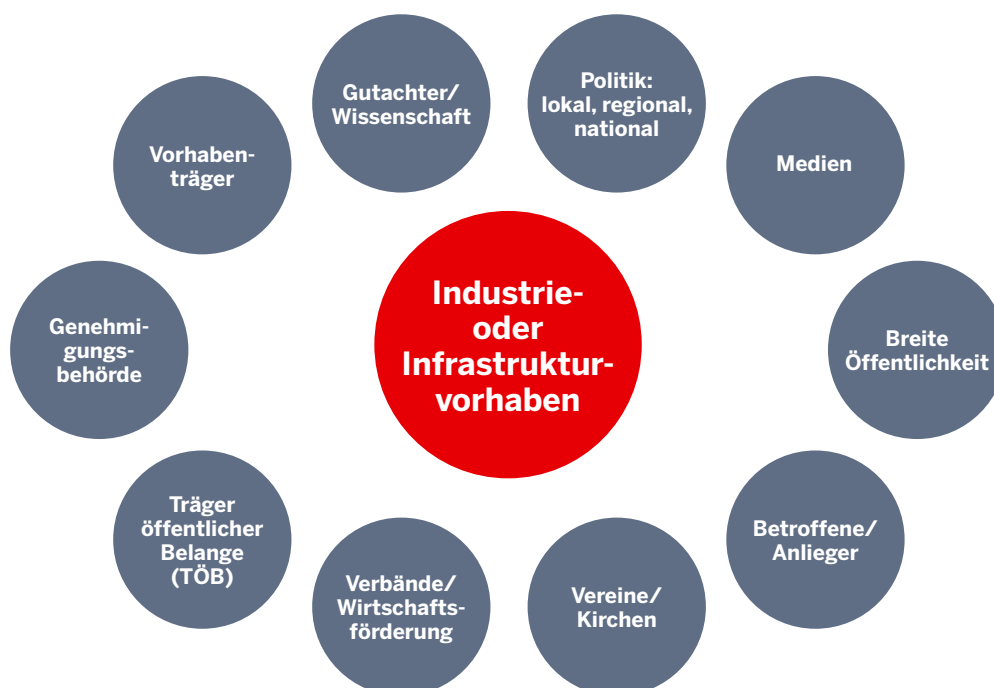 Gutachter/
Wissenschaft
Politik:
lokal, regional,
national
Vorhaben-
träger
Medien
Industrie-
oder
Infrastruktur-
vorhaben
Genehmi-
gungs-
behörde
Breite
Öffentlichkeit
Träger
öffentlicher
Belange
(TÖB)
Betroffene/
Anlieger
Verbände/
Wirtschafts-
förderung
Vereine/
Kirchen